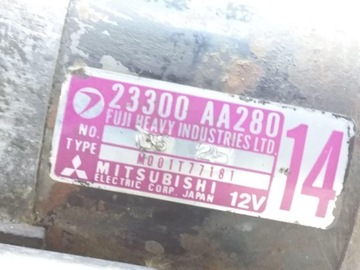 23300 AA280
FUJI HEAVY INDUSTRIES LTD.
NO.
TYPE M001T77181
MITSUBISHI
ELECTRIC CORP. JAPAN 12V
14